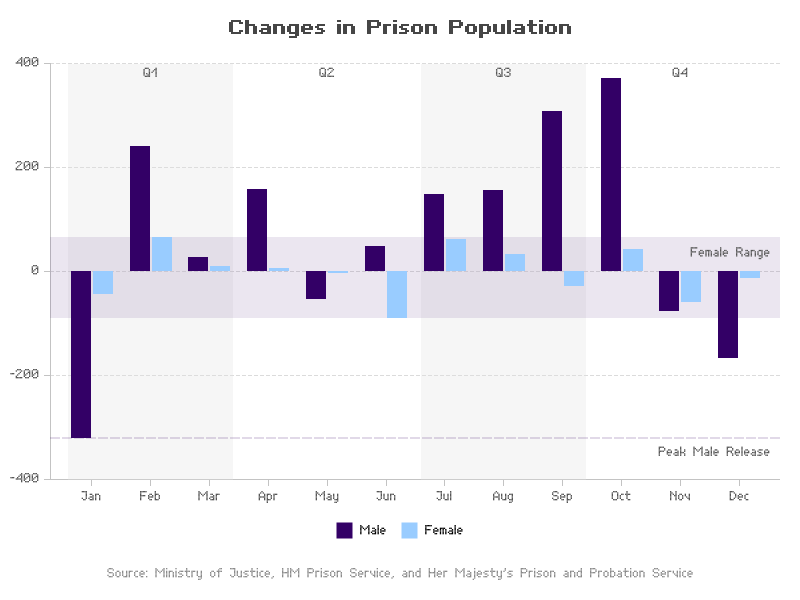 Changes in Prison Population
400
Q1 Q2 Q3 Q4
200
Female Range
0
-200
Peak Male Release
-400
Jan Feb Mar Apr May Jun Jul Aug Sep Oct Nov Dec
Male Female
Source: Ministry of Justice, HM Prison Service, and Her Majesty's Prison and Probation Service